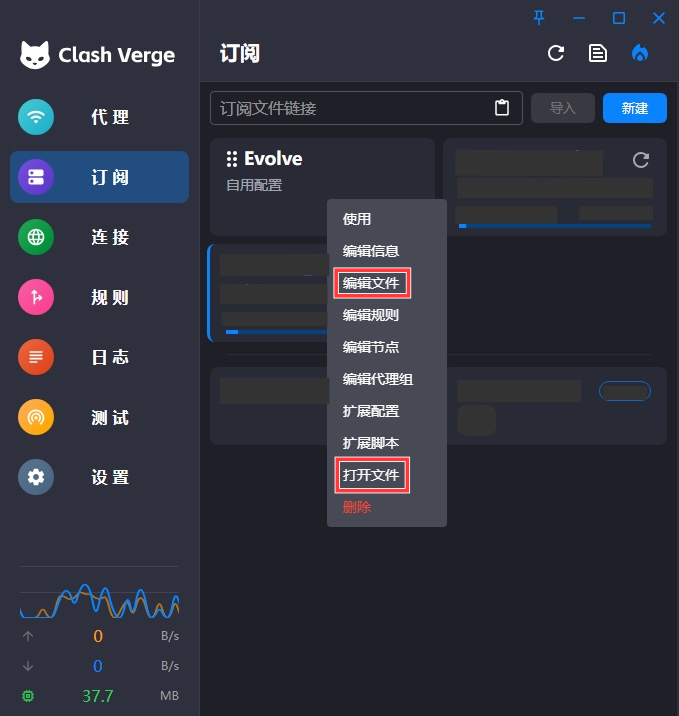 Clash Verge
代理
订阅
连接
规则
日志
测试
设置
0 B/s
0 B/s
37.7 MB
订阅
订阅文件链接
导入
新建
Evolve
自用配置
使用
编辑信息
编辑文件
编辑规则
编辑节点
编辑代理组
扩展配置
扩展脚本
打开文件
删除